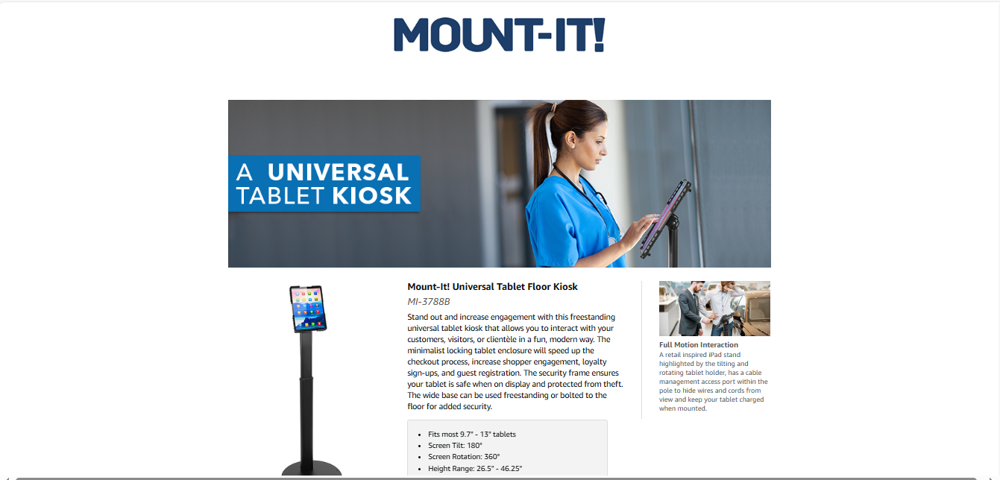 MOUNT-IT!
A UNIVERSAL
TABLET KIOSK
Mount-It! Universal Tablet Floor Kiosk
MI-3788B
Stand out and increase engagement with this freestanding
universal tablet kiosk that allows you to interact with your
customers, visitors, or clientèle in a fun, modern way. The
minimalist locking tablet enclosure will speed up the
checkout process, increase shopper engagement, loyalty
sign-ups, and guest registration. The security frame ensures
your tablet is safe when on display and protected from theft.
The wide base can be used freestanding or bolted to the
floor for added security.
• Fits most 9.7" - 13" tablets
• Screen Tilt: 180°
• Screen Rotation: 360°
• Height Range: 26.5" - 46.25"
Full Motion Interaction
A retail inspired iPad stand
highlighted by the tilting and
rotating tablet holder, has a cable
management access port within the
pole to hide wires and cords from
view and keep your tablet charged
when mounted.